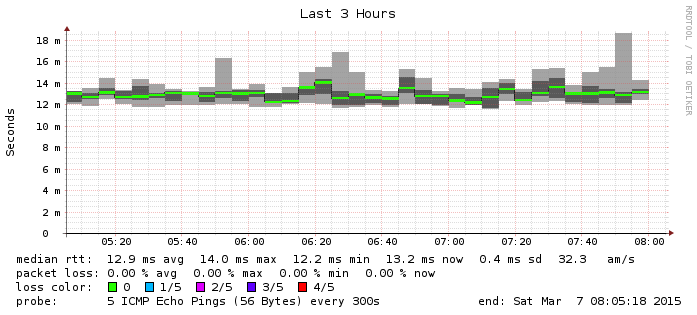 Last 3 Hours
RRDTOOL / TOBI OETIKER
Seconds
18 m
16 m
14 m
12 m
10 m
8 m
6 m
4 m
2 m
0
05:20 05:40 06:00 06:20 06:40 07:00 07:20 07:40 08:00
median rtt: 12.9 ms avg 14.0 ms max 12.2 ms min 13.2 ms now 0.4 ms sd 32.3 am/s
packet loss: 0.00 % avg 0.00 % max 0.00 % min 0.00 % now
loss color: 0 1/5 2/5 3/5 4/5
probe: 5 ICMP Echo Pings (56 Bytes) every 300s end: Sat Mar 7 08:05:18 2015